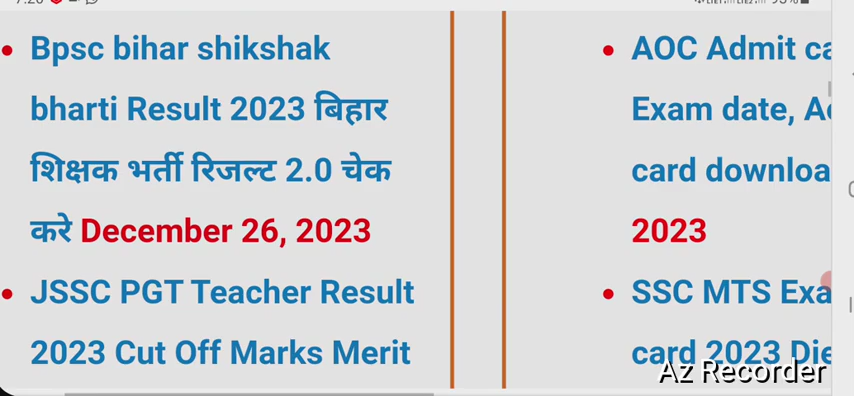 Bpsc bihar shikshak
bharti Result 2023 बिहार
शिक्षक भर्ती रिजल्ट 2.0 चेक
करे December 26, 2023
JSSC PGT Teacher Result
2023 Cut Off Marks Merit
AOC Admit
Exam date,
card
2023
SSC MTS
card 2023
Az Recorder